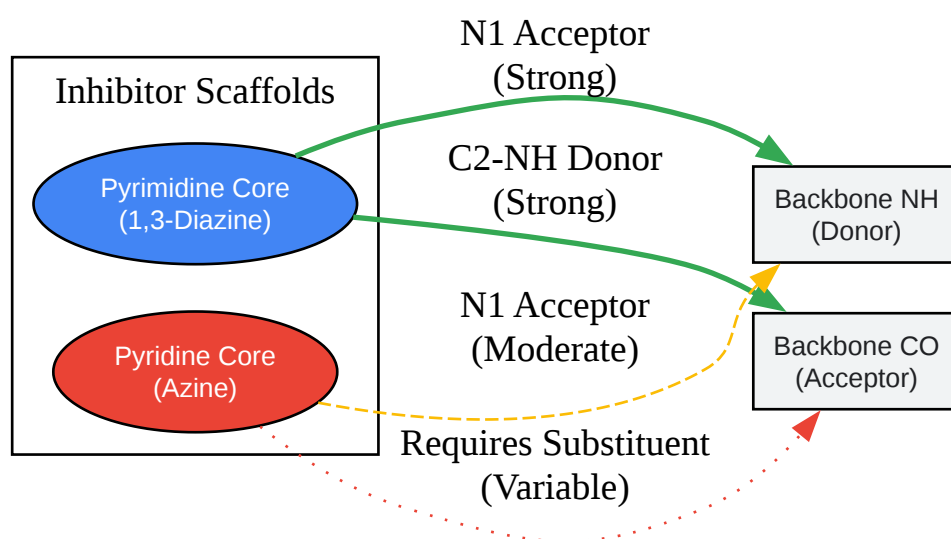 N1 Acceptor
(Strong)
Inhibitor Scaffolds
C2-NH Donor
(Strong)
Pyrimidine Core
(1,3-Diazine)
Backbone NH
(Donor)
N1 Acceptor
(Moderate)
Pyridine Core
(Azine)
Backbone CO
(Acceptor)
Requires Substituent
(Variable)